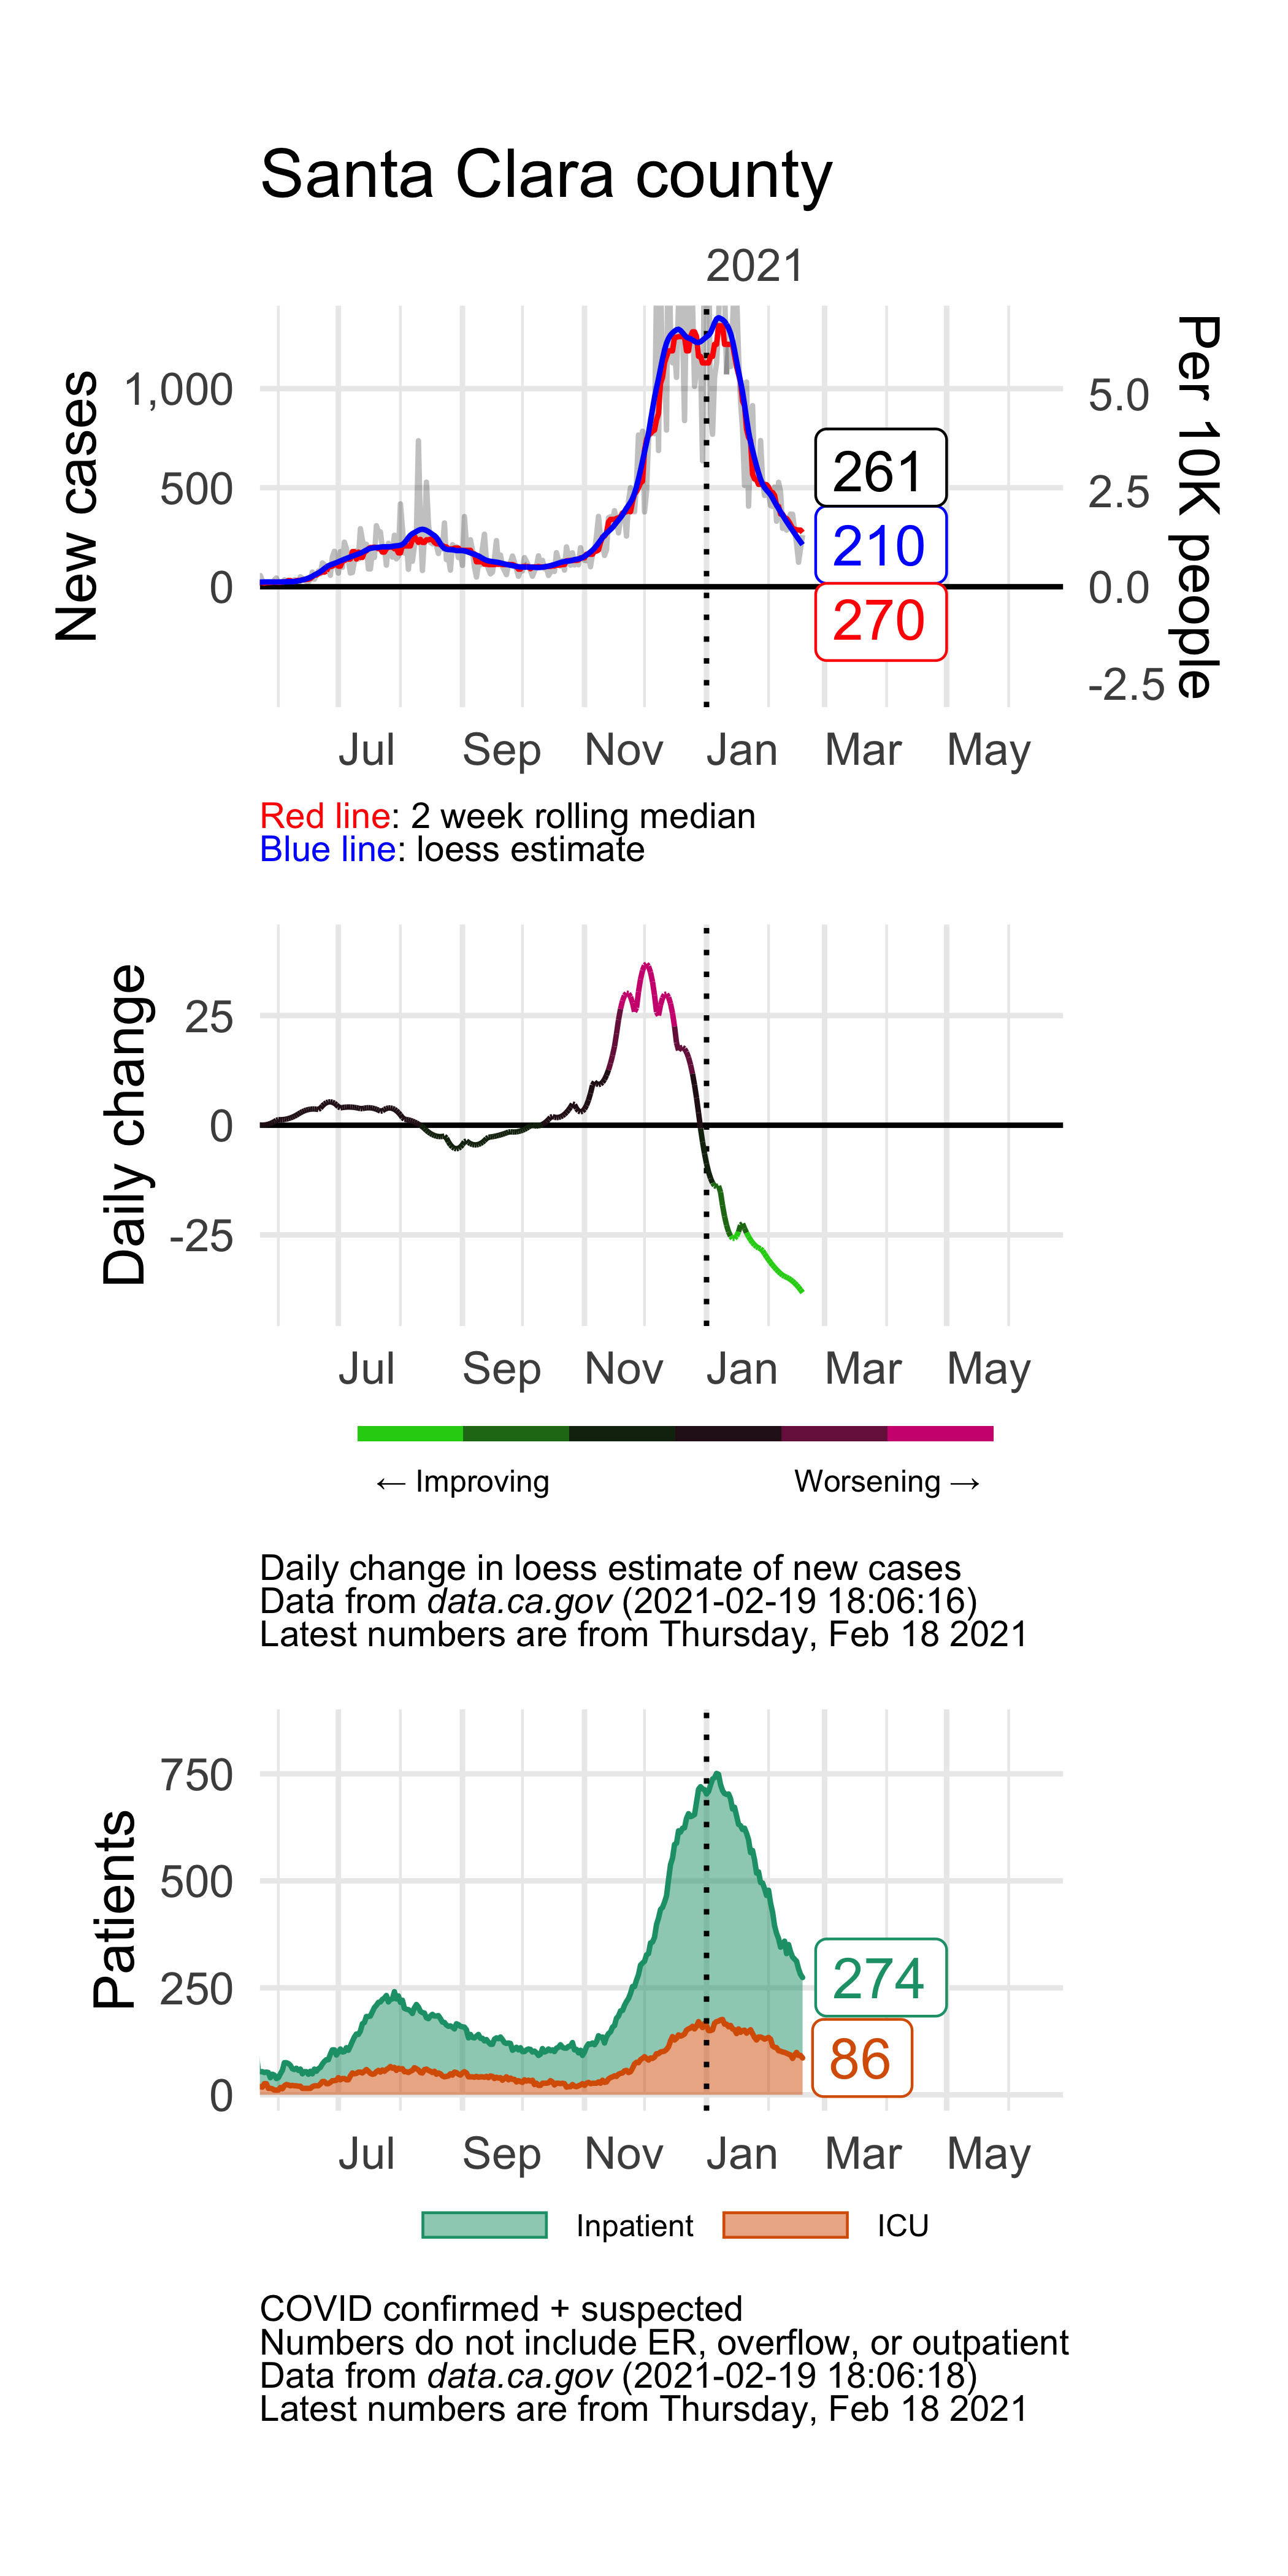 Santa Clara county
2021
New cases
1,000
500
0
5.0
2.5
0.0
-2.5
Per 10K people
261
210
270
Jul Sep Nov Jan Mar May
Red line: 2 week rolling median
Blue line: loess estimate
Daily change
25
0
-25
Jul Sep Nov Jan Mar May
← Improving Worsening →
Daily change in loess estimate of new cases
Data from data.ca.gov (2021-02-19 18:06:16)
Latest numbers are from Thursday, Feb 18 2021
Patients
750
500
250
0
274
86
Jul Sep Nov Jan Mar May
Inpatient ICU
COVID confirmed + suspected
Numbers do not include ER, overflow, or outpatient
Data from data.ca.gov (2021-02-19 18:06:18)
Latest numbers are from Thursday, Feb 18 2021